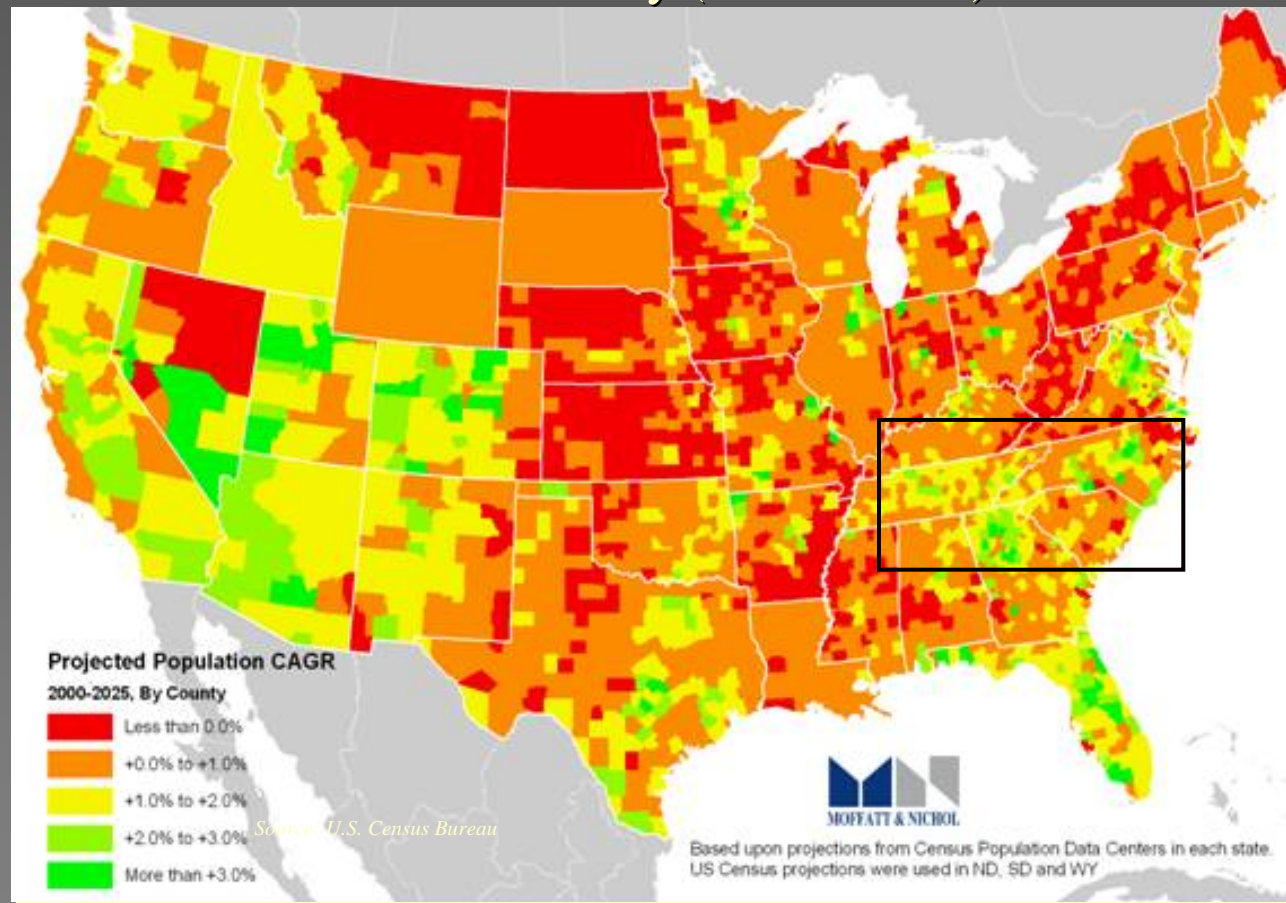 Projected Population CAGR
2000-2025, By County
Less than 0.0%
+0.0% to +1.0%
+1.0% to +2.0%
+2.0% to +3.0%
More than +3.0%
Source: U.S. Census Bureau
MOFFATT & NICHOL
Based upon projections from Census Population Data Centers in each state.
US Census projections were used in ND, SD and WY